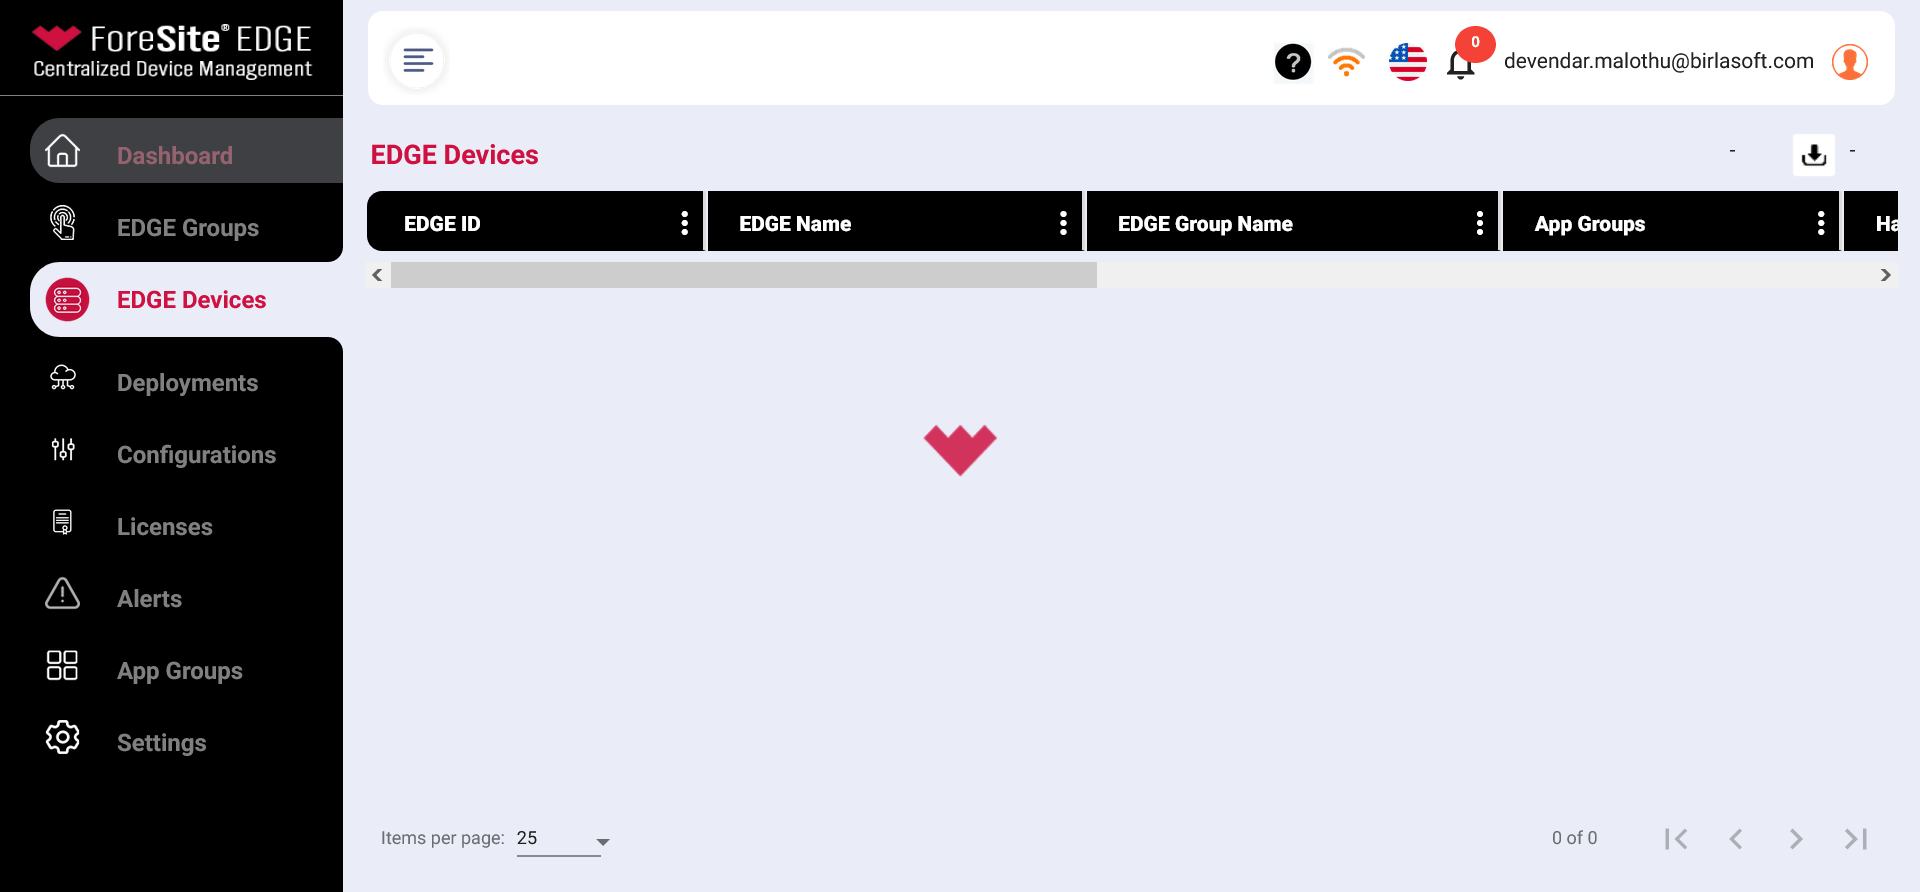 ForeSite® EDGE
Centralized Device Management
Dashboard
EDGE Groups
EDGE Devices
Deployments
Configurations
Licenses
Alerts
App Groups
Settings
?
0
devendar.malothu@birlasoft.com
EDGE Devices
-
-
EDGE ID
EDGE Name
EDGE Group Name
App Groups
Ha
Items per page: 25
0 of 0